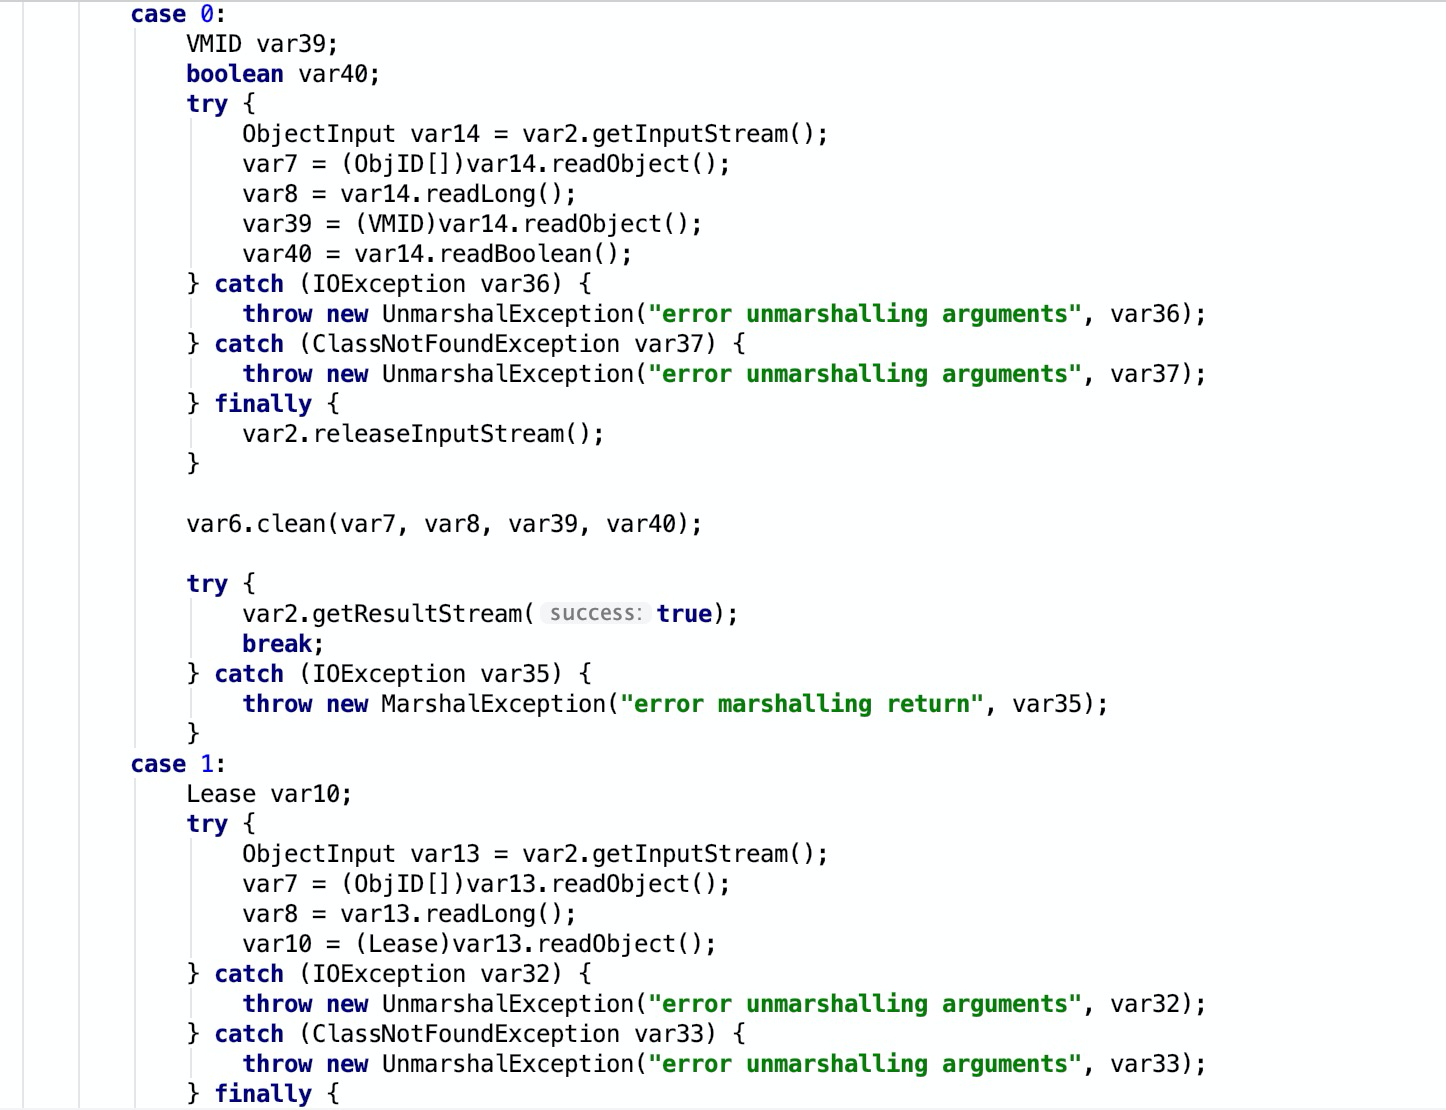 case 0:
VMID var39;
boolean var40;
try {
ObjectInput var14 = var2.getInputStream();
var7 = (ObjID[])var14.readObject();
var8 = var14.readLong();
var39 = (VMID)var14.readObject();
var40 = var14.readBoolean();
} catch (IOException var36) {
throw new UnmarshalException("error unmarshalling arguments", var36);
} catch (ClassNotFoundException var37) {
throw new UnmarshalException("error unmarshalling arguments", var37);
} finally {
var2.releaseInputStream();
}
var6.clean(var7, var8, var39, var40);
try {
var2.getResultStream( success: true);
break;
} catch (IOException var35) {
throw new MarshalException("error marshalling return", var35);
}
case 1:
Lease var10;
try {
ObjectInput var13 = var2.getInputStream();
var7 = (ObjID[])var13.readObject();
var8 = var13.readLong();
var10 = (Lease)var13.readObject();
} catch (IOException var32) {
throw new UnmarshalException("error unmarshalling arguments", var32);
} catch (ClassNotFoundException var33) {
throw new UnmarshalException("error unmarshalling arguments", var33);
} finally {